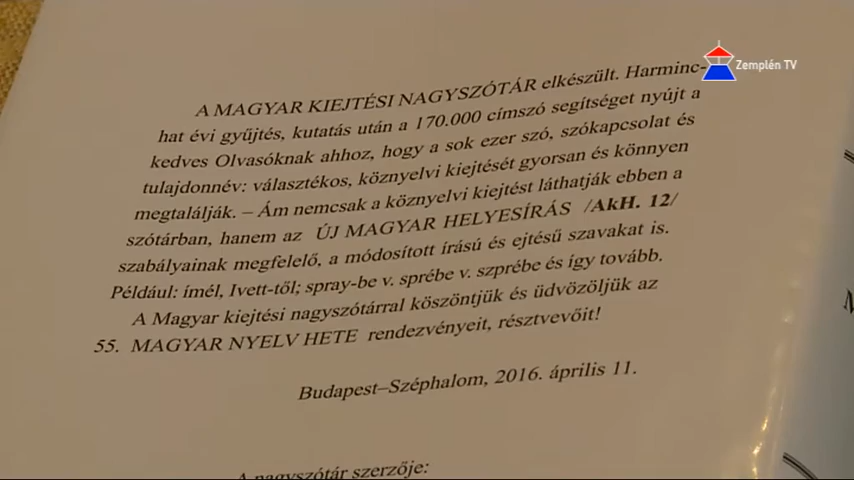 Zemplén TV
A MAGYAR KIEJTÉSI NAGYSZÓTÁR elkészült. Harminc-
hat évi gyűjtés, kutatás után a 170.000 címszó segítséget nyújt a
kedves Olvasóknak ahhoz, hogy a sok ezer szó, szókapcsolat és
tulajdonnév: választékos, köznyelvi kiejtését gyorsan és könnyen
megtalálják. – Ám nemcsak a köznyelvi kiejtést láthatják ebben a
szótárban, hanem az ÚJ MAGYAR HELYESÍRÁS /AkH. 12/
szabályainak megfelelő, a módosított írású és ejtésű szavakat is.
Például: ímél, Ivett-től; spray-be v. sprébe v. szprébe és így tovább.
A Magyar kiejtési nagyszótárral köszöntjük és üdvözöljük az
55. MAGYAR NYELV HETE rendezvényeit, résztvevőit!
Budapest–Széphalom, 2016. április 11.
A nagyszótár szerzője: